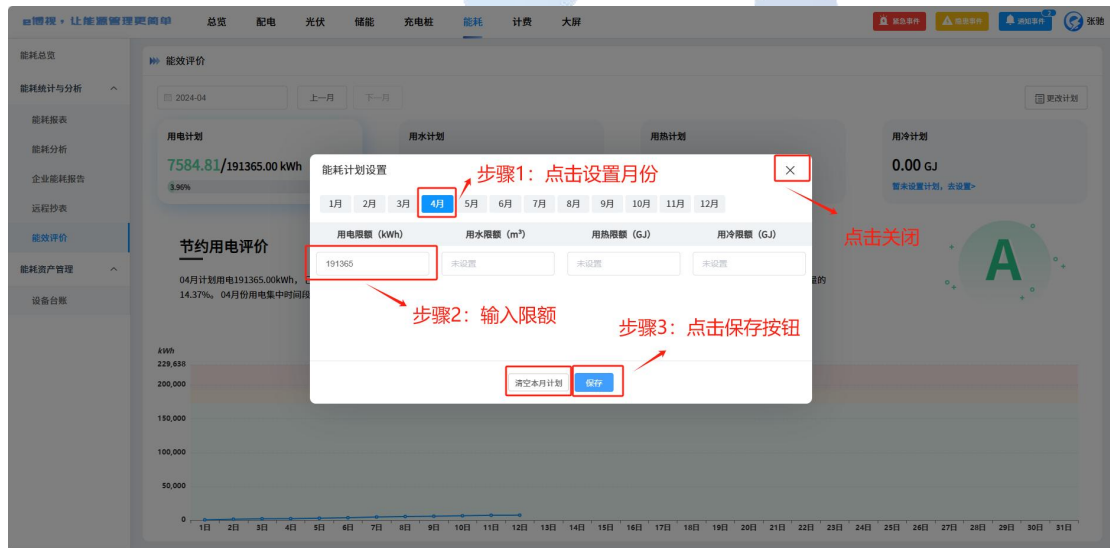 e博视·让能源管理更简单 总览 配电 光伏 储能 充电桩 能耗 计费 大屏 紧急事件 通知事件 2 张驰
能耗总览
能效评价
能耗统计与分析
2024-04 上一月 下一月 更改计划
能耗报表
能耗分析
企业能耗报告
远程抄表
能效评价
能耗资产管理
设备台账
用电计划 用水计划 用热计划 用冷计划
7584.81/191365.00 kWh
3.96%
0.00 GJ
暂未设置计划，去设置>
能耗计划设置
步骤1：点击设置月份
1月 2月 3月 4月 5月 6月 7月 8月 9月 10月 11月 12月
点击关闭
用电限额（kWh） 用水限额（m³） 用热限额（GJ） 用冷限额（GJ）
191365 未设置 未设置 未设置
步骤2：输入限额
步骤3：点击保存按钮
清空本月计划 保存
节约用电评价
04月计划用电191365.00kWh，
量的
14.37%。04月份用电集中时间段
A
kWh
229,638
200,000
150,000
100,000
50,000
0
1日 2日 3日 4日 5日 6日 7日 8日 9日 10日 11日 12日 13日 14日 15日 16日 17日 18日 19日 20日 21日 22日 23日 24日 25日 26日 27日 28日 29日 30日 31日